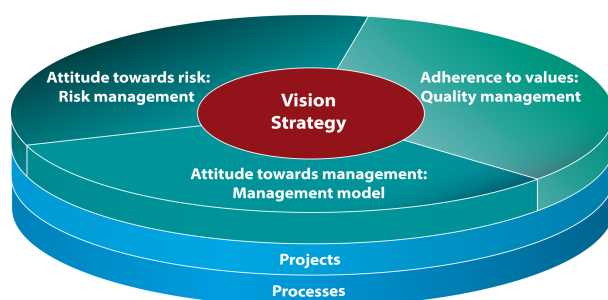 Attitude towards risk:
Risk management
Adherence to values:
Quality management
Vision
Strategy
Attitude towards management:
Management model
Projects
Processes